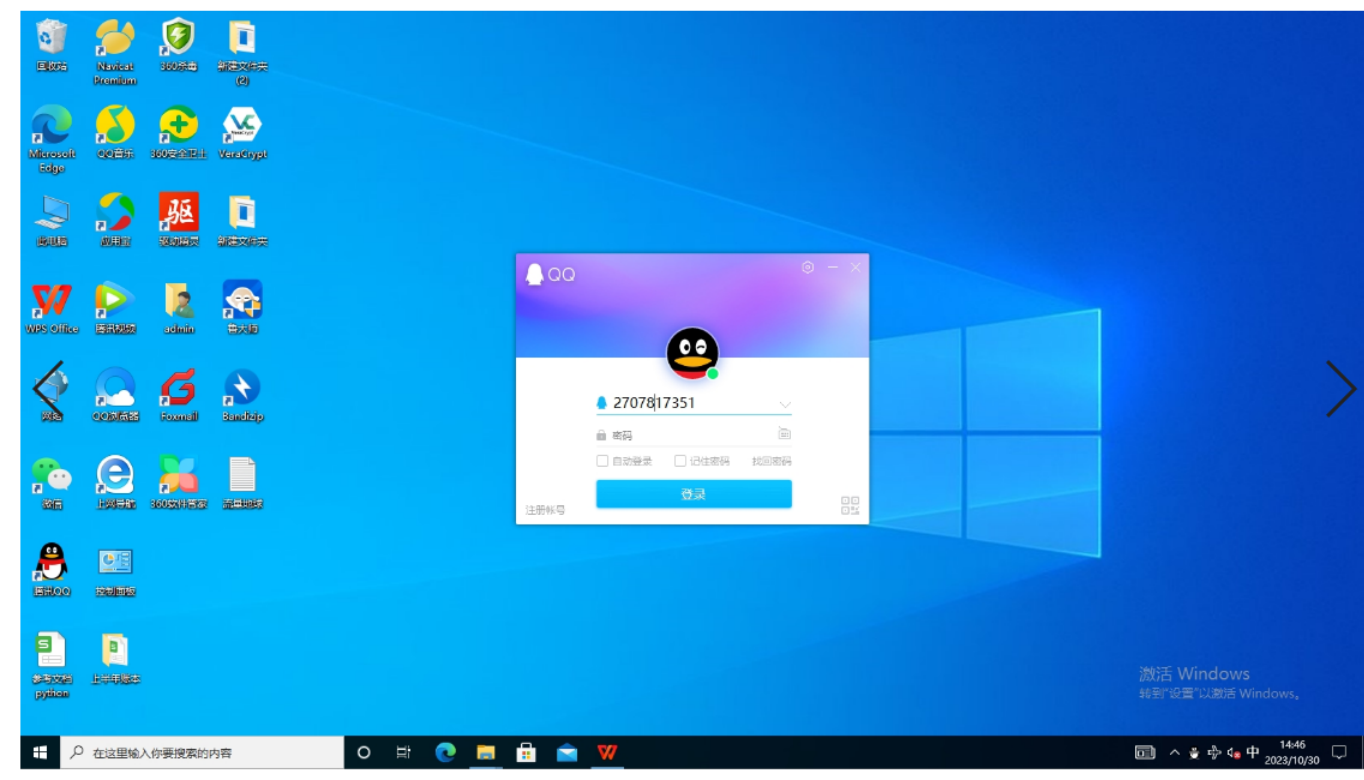 回收站
Navicat
Premium
360杀毒
新建文件夹
(2)
Microsoft
Edge
QQ音乐
360安全卫士
VeraCrypt
此电脑
应用宝
驱
驱动精灵
新建文件夹
WPS Office
腾讯视频
admin
鲁大师
网络
QQ浏览器
Foxmail
Bandizip
微信
上网导航
360软件管家
流量地球
腾讯QQ
控制面板
参考文档
python
上半年账本
QQ
2707817351
密码
自动登录
记住密码
找回密码
登录
注册帐号
激活 Windows
转到"设置"以激活 Windows。
在这里输入你要搜索的内容
中
14:46
2023/10/30